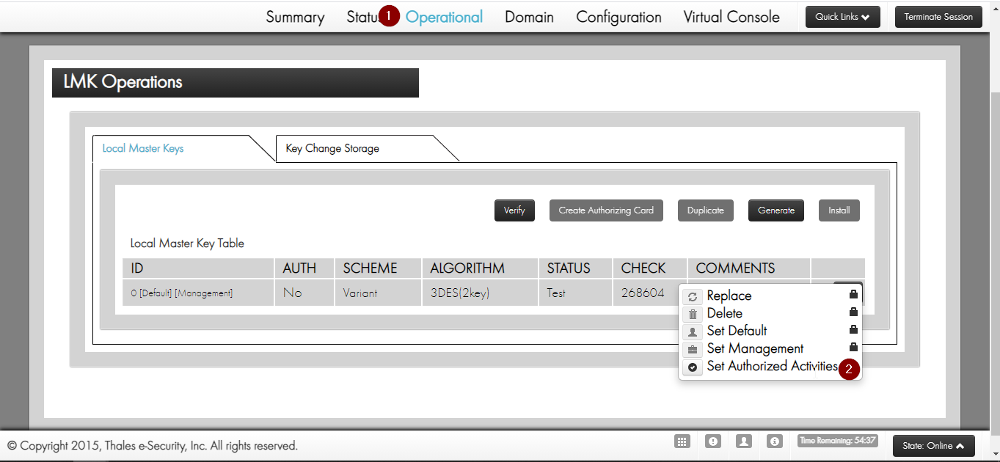 Summary Statu 1 Operational Domain Configuration Virtual Console Quick Links Terminate Session
LMK Operations
Local Master Keys Key Change Storage
Verify Create Authorizing Card Duplicate Generate Install
Local Master Key Table
ID AUTH SCHEME ALGORITHM STATUS CHECK COMMENTS
0 [Default] [Management] No Variant 3DES(2key) Test 268604
Replace
Delete
Set Default
Set Management
Set Authorized Activities 2
© Copyright 2015, Thales e-Security, Inc. All rights reserved. Time Remaining: 54:37 State: Online